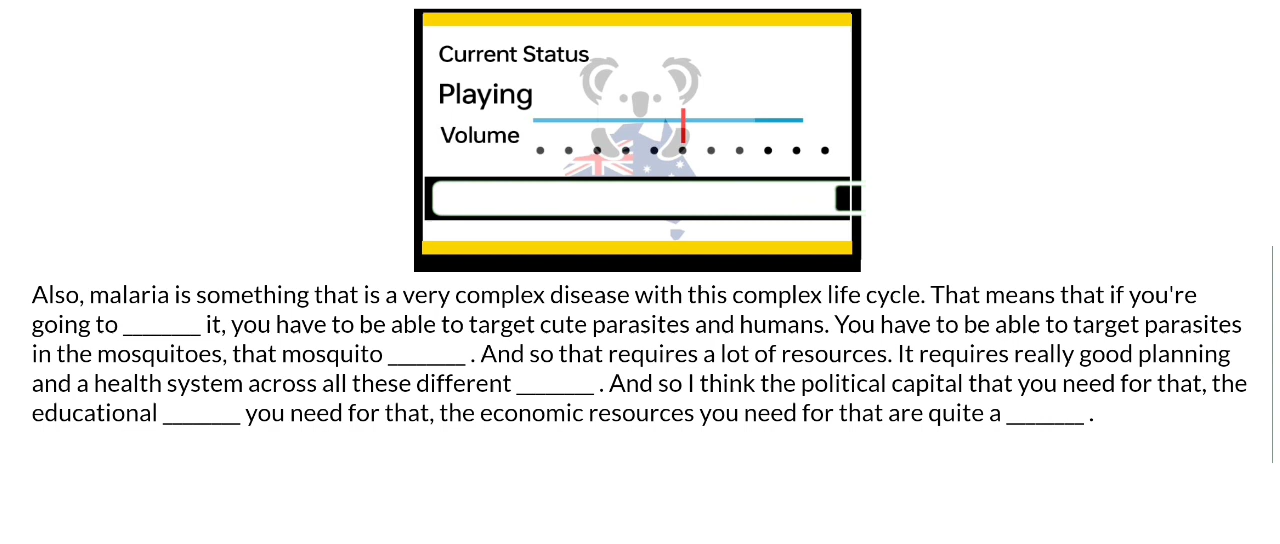 Current Status
Playing
Volume
Also, malaria is something that is a very complex disease with this complex life cycle. That means that if you're
going to ________ it, you have to be able to target cute parasites and humans. You have to be able to target parasites
in the mosquitoes, that mosquito ________ . And so that requires a lot of resources. It requires really good planning
and a health system across all these different ________ . And so I think the political capital that you need for that, the
educational ________ you need for that, the economic resources you need for that are quite a ________ .